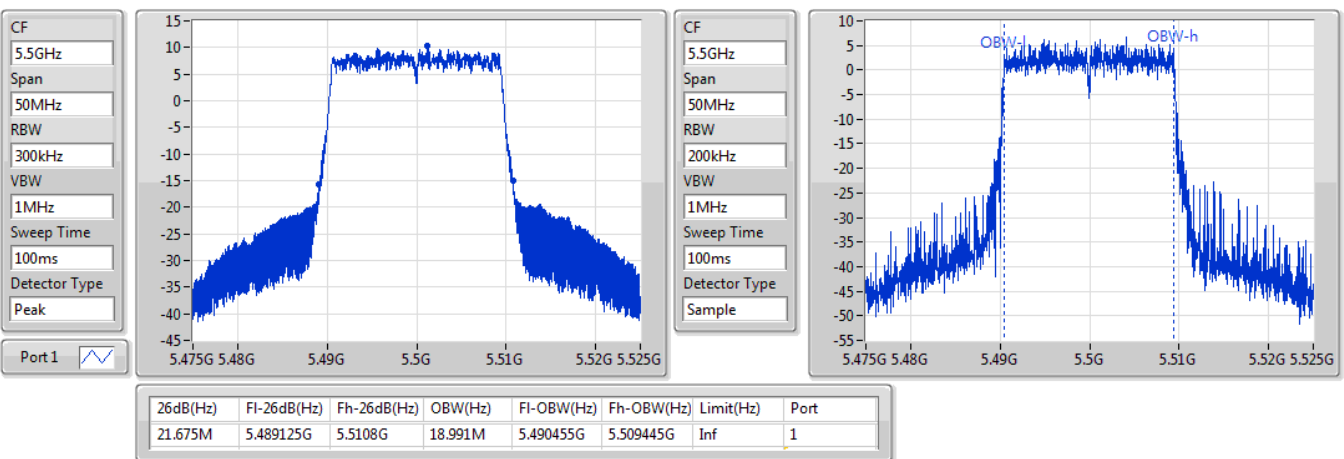 CF
5.5GHz
Span
50MHz
RBW
300kHz
VBW
1MHz
Sweep Time
100ms
Detector Type
Peak
Port 1
15
10
5
0
-5
-10
-15
-20
-25
-30
-35
-40
-45
5.475G 5.48G 5.49G 5.5G 5.51G 5.52G 5.525G
CF
5.5GHz
Span
50MHz
RBW
200kHz
VBW
1MHz
Sweep Time
100ms
Detector Type
Sample
10
5
0
-5
-10
-15
-20
-25
-30
-35
-40
-45
-50
-55
OBW-l OBW-h
5.475G 5.48G 5.49G 5.5G 5.51G 5.52G 5.525G
26dB(Hz) Fl-26dB(Hz) Fh-26dB(Hz) OBW(Hz) Fl-OBW(Hz) Fh-OBW(Hz) Limit(Hz) Port
21.675M 5.489125G 5.5108G 18.991M 5.490455G 5.509445G Inf 1